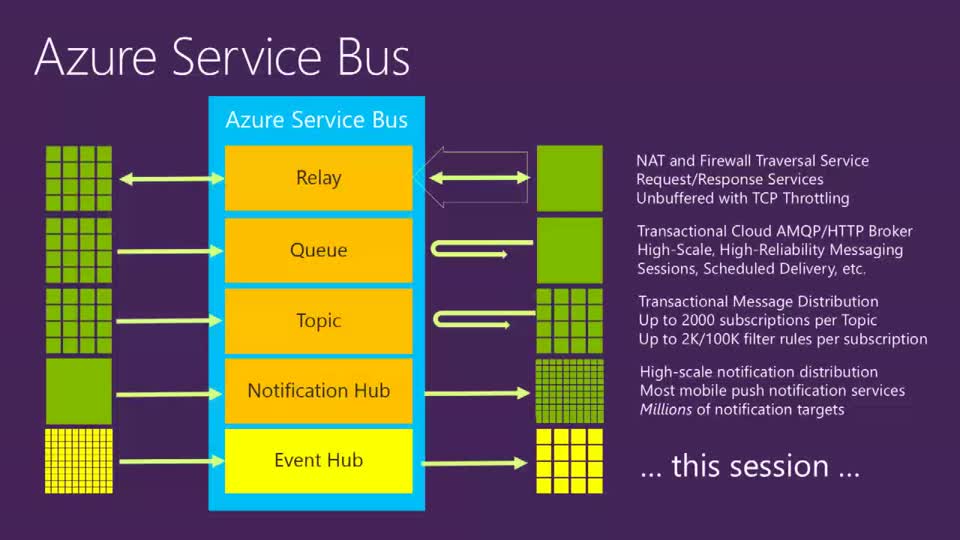 Azure Service Bus
Azure Service Bus
Relay
NAT and Firewall Traversal Service
Request/Response Services
Unbuffered with TCP Throttling
Queue
Transactional Cloud AMQP/HTTP Broker
High-Scale, High-Reliability Messaging
Sessions, Scheduled Delivery, etc.
Topic
Transactional Message Distribution
Up to 2000 subscriptions per Topic
Up to 2K/100K filter rules per subscription
Notification Hub
High-scale notification distribution
Most mobile push notification services
Millions of notification targets
Event Hub
... this session ...